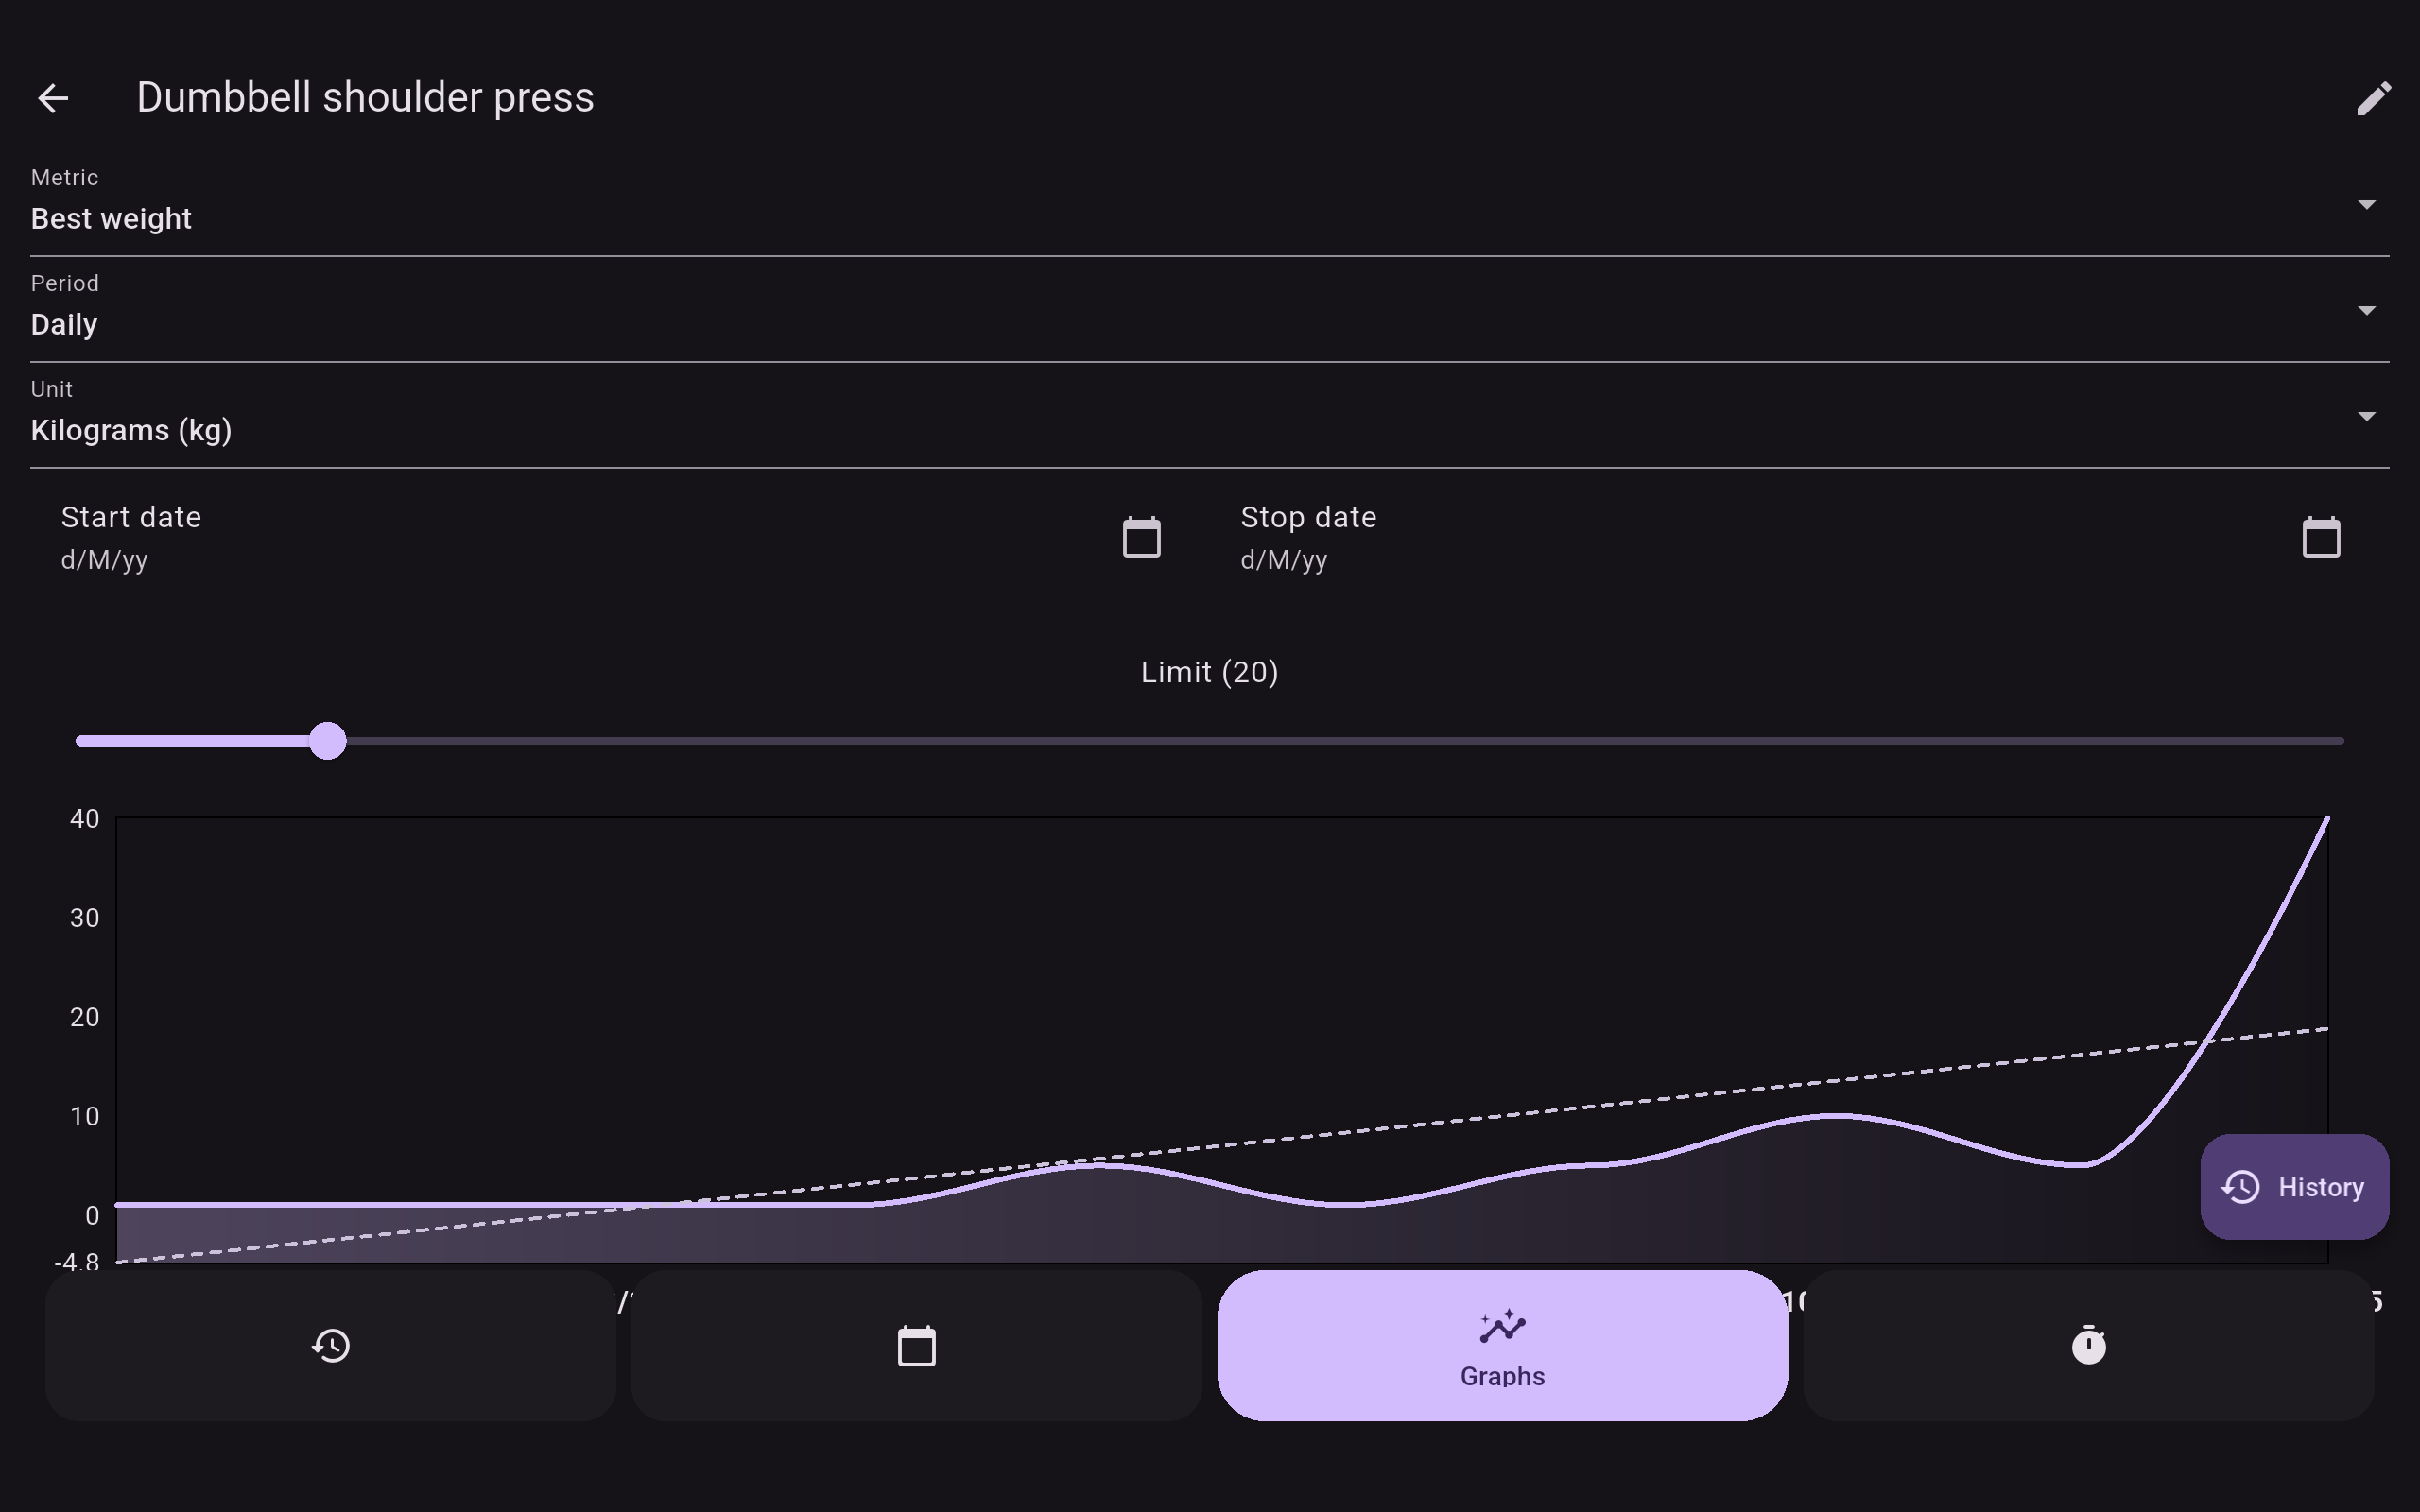 Dumbbell shoulder press
Metric
Best weight
Period
Daily
Unit
Kilograms (kg)
Start date
d/M/yy
Stop date
d/M/yy
Limit (20)
40
30
20
10
0
-4.8
History
Graphs